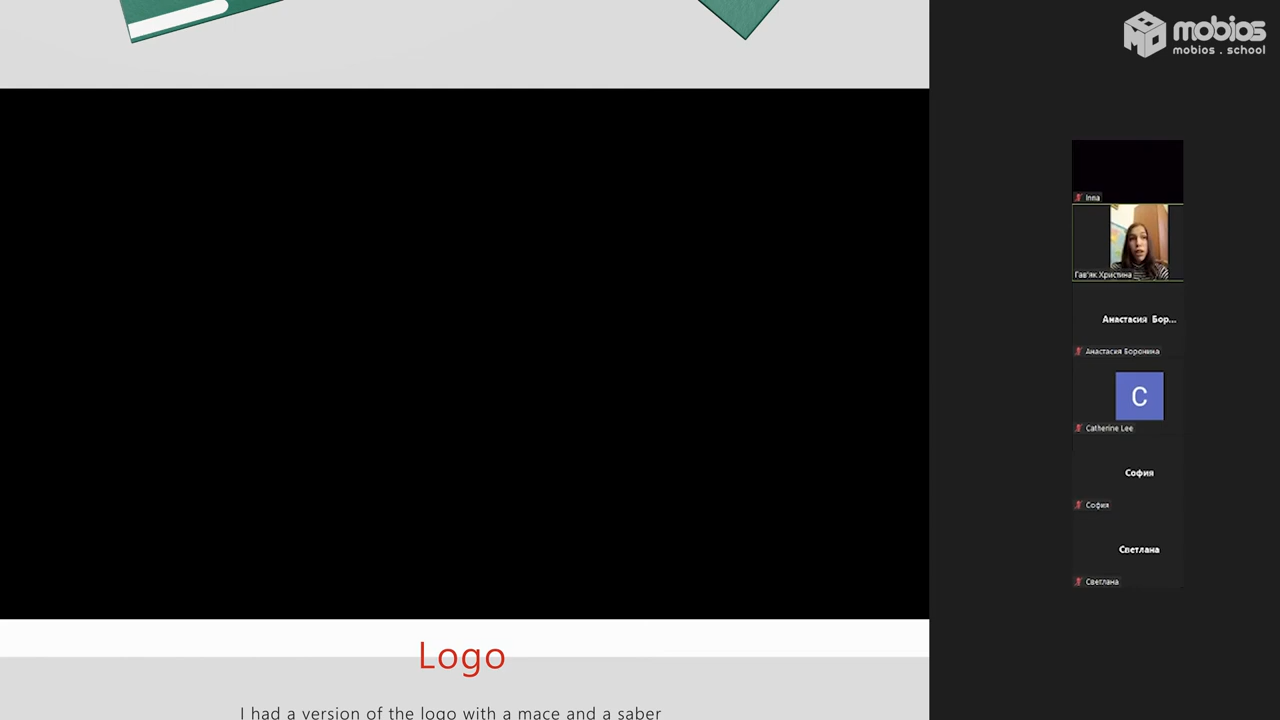 mobios
mobios . school
Inna
Гав'як Христина
Анастасия Бор...
Анастасия Боронина
C
Catherine Lee
София
София
Светлана
Светлана
Logo
I had a version of the logo with a mace and a saber